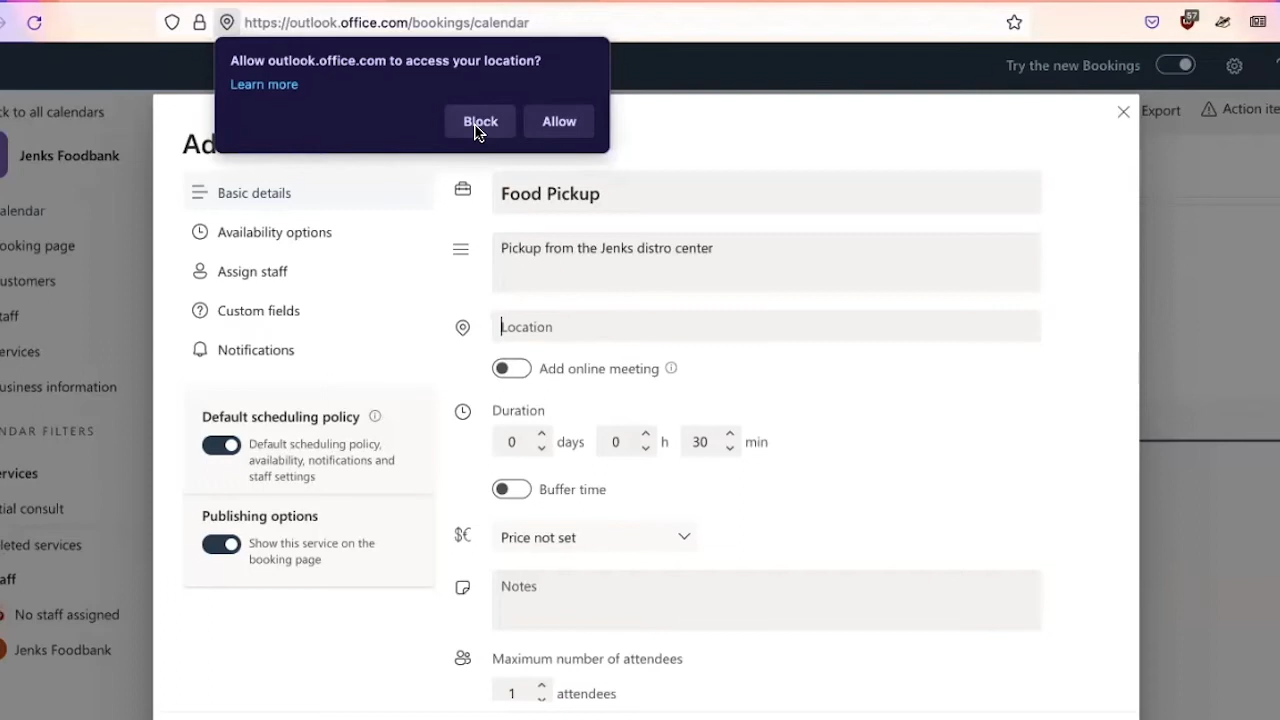 https://outlook.office.com/bookings/calendar
57
Allow outlook.office.com to access your location?
Learn more
Block
Allow
Try the new Bookings
ck to all calendars
Export
Action ite
Jenks Foodbank
Ad
alendar
ooking page
ustomers
aff
ervices
usiness information
NDAR FILTERS
ervices
tial consult
leted services
aff
No staff assigned
Jenks Foodbank
Basic details
Availability options
Assign staff
Custom fields
Notifications
Default scheduling policy
Default scheduling policy,
availability, notifications and
staff settings
Publishing options
Show this service on the
booking page
Food Pickup
Pickup from the Jenks distro center
Location
Add online meeting
Duration
0 days 0 h 30 min
Buffer time
$€ Price not set
Notes
Maximum number of attendees
1 attendees